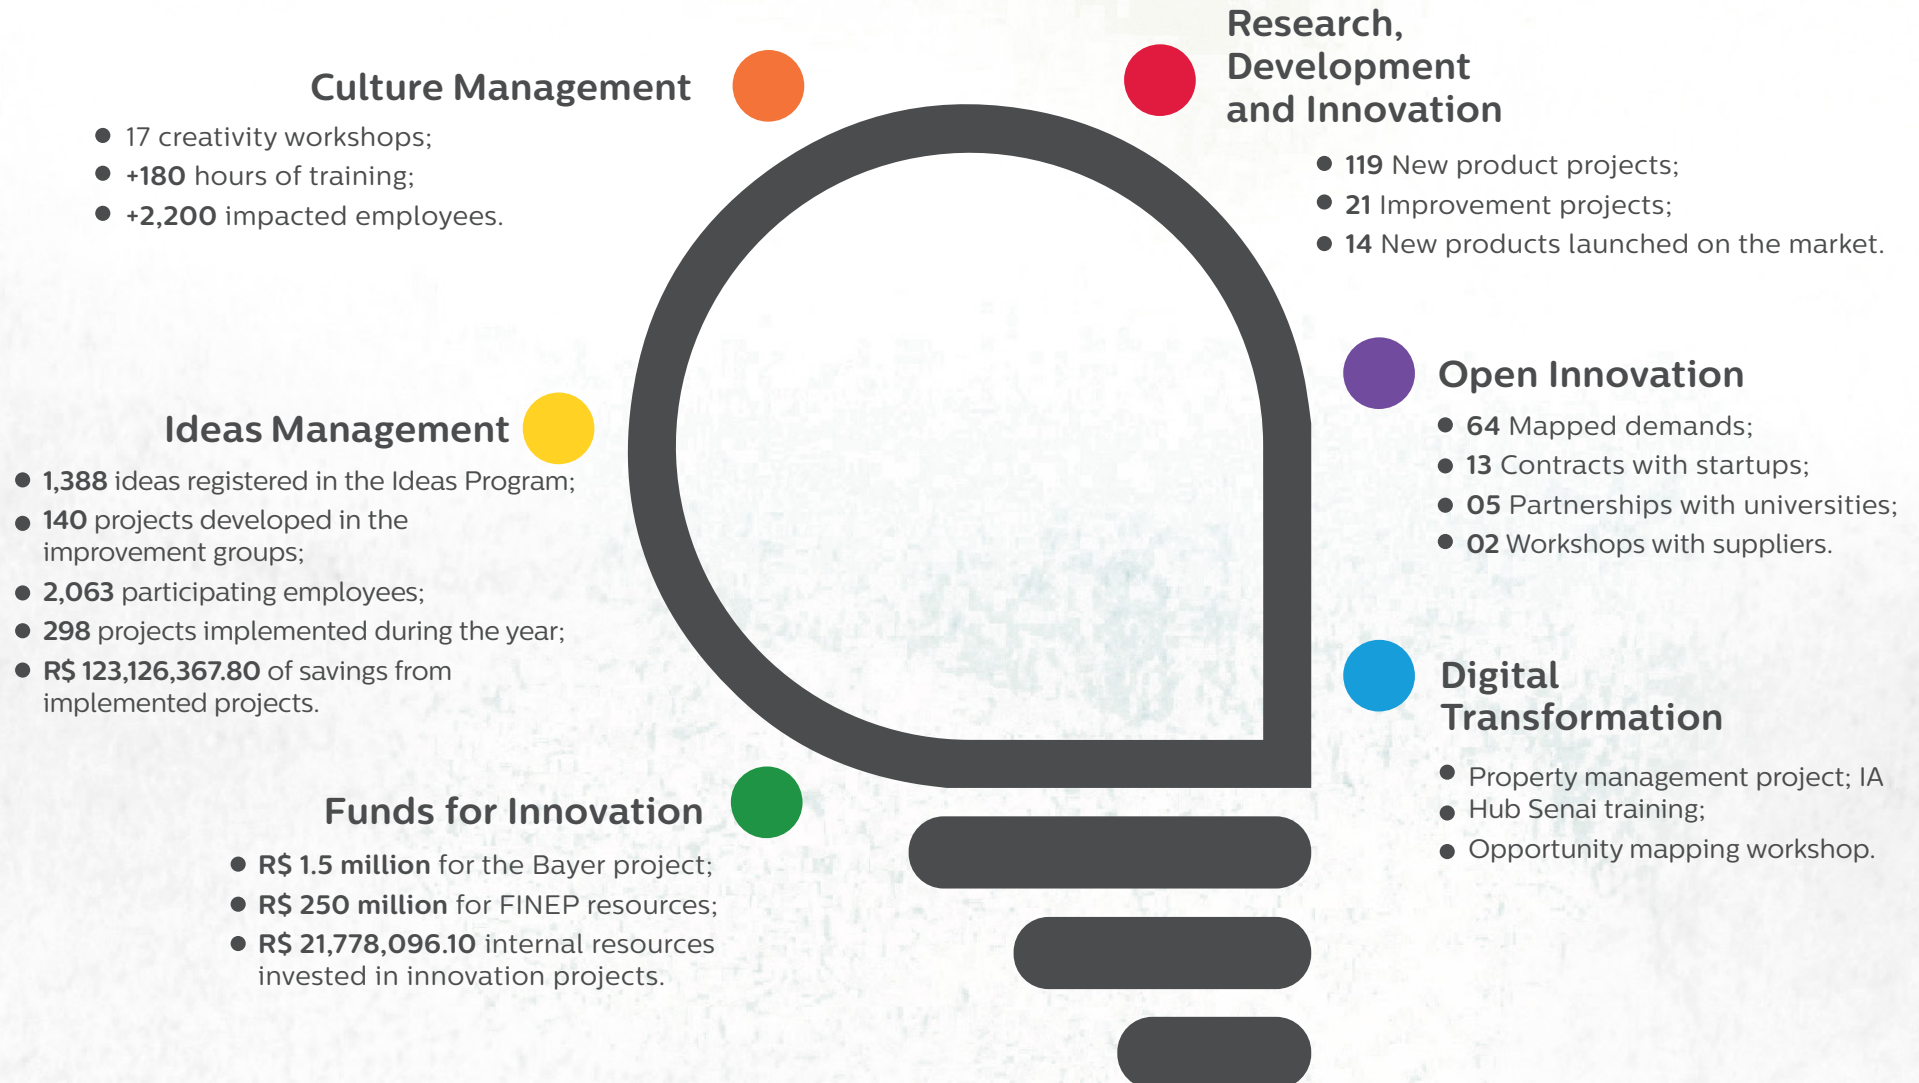 Culture Management
17 creativity workshops;
+180 hours of training;
+2,200 impacted employees.
Ideas Management
1,388 ideas registered in the Ideas Program;
140 projects developed in the
improvement groups;
2,063 participating employees;
298 projects implemented during the year;
R$ 123,126,367.80 of savings from
implemented projects.
Funds for Innovation
R$ 1.5 million for the Bayer project;
R$ 250 million for FINEP resources;
R$ 21,778,096.10 internal resources
invested in innovation projects.
Research,
Development
and Innovation
119 New product projects;
21 Improvement projects;
14 New products launched on the market.
Open Innovation
64 Mapped demands;
13 Contracts with startups;
05 Partnerships with universities;
02 Workshops with suppliers.
Digital
Transformation
Property management project; IA
Hub Senai training;
Opportunity mapping workshop.